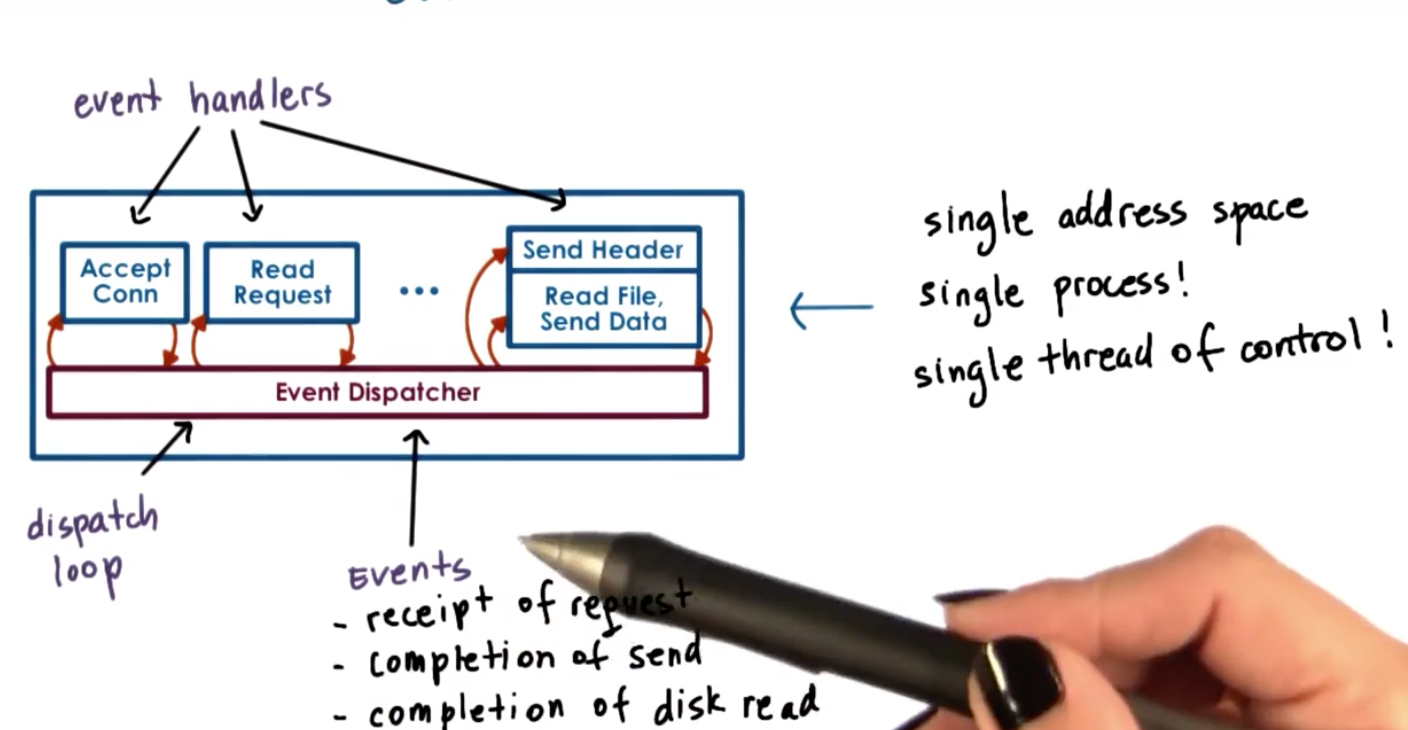 event handlers
Accept
Conn
Read
Request
...
Send Header
Read File,
Send Data
Event Dispatcher
single address space
single process!
single thread of control!
dispatch
loop
Events
- receipt of request
- completion of send
- completion of disk read